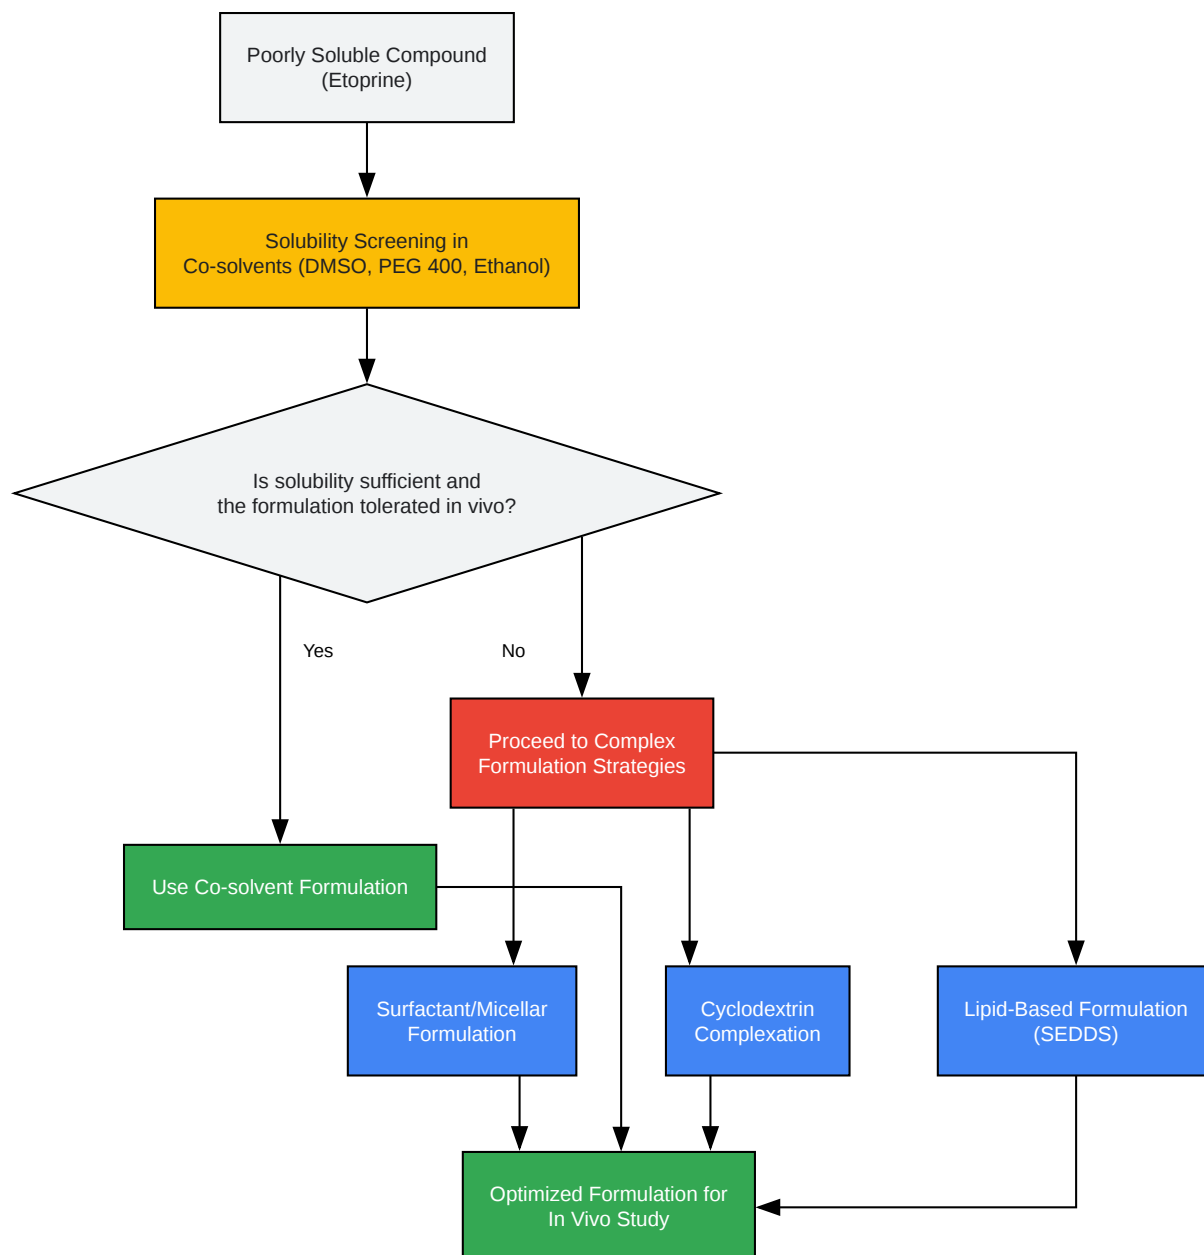 Poorly Soluble Compound
(Etoprine)
Solubility Screening in
Co-solvents (DMSO, PEG 400, Ethanol)
Is solubility sufficient and
the formulation tolerated in vivo?
Yes
No
Proceed to Complex
Formulation Strategies
Use Co-solvent Formulation
Surfactant/Micellar
Formulation
Cyclodextrin
Complexation
Lipid-Based Formulation
(SEDDS)
Optimized Formulation for
In Vivo Study